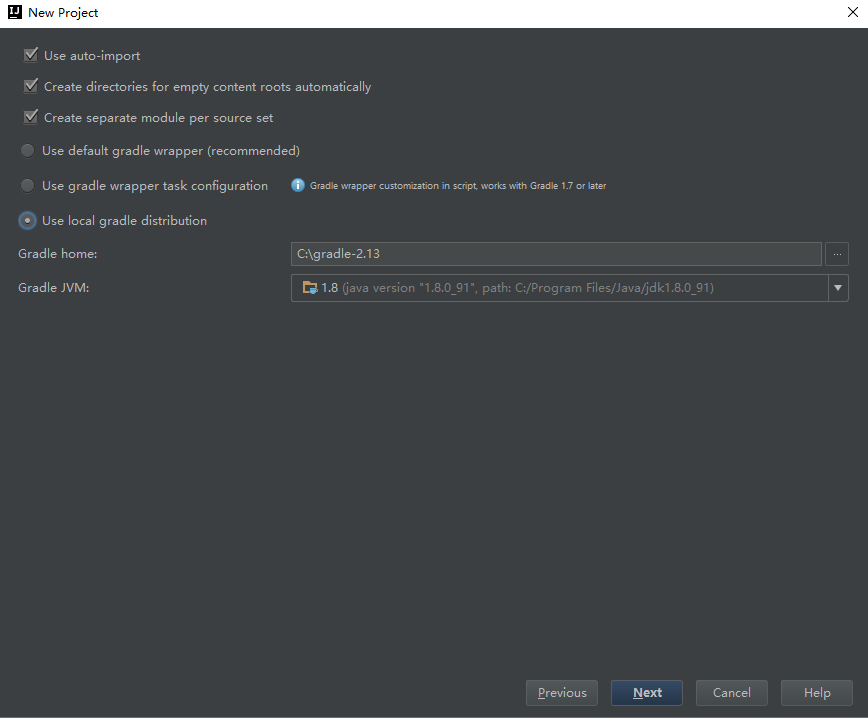 New Project
Use auto-import
Create directories for empty content roots automatically
Create separate module per source set
Use default gradle wrapper (recommended)
Use gradle wrapper task configuration Gradle wrapper customization in script, works with Gradle 1.7 or later
Use local gradle distribution
Gradle home: C:\gradle-2.13 ...
Gradle JVM: 1.8 (java version "1.8.0_91", path: C:/Program Files/Java/jdk1.8.0_91)
Previous Next Cancel Help